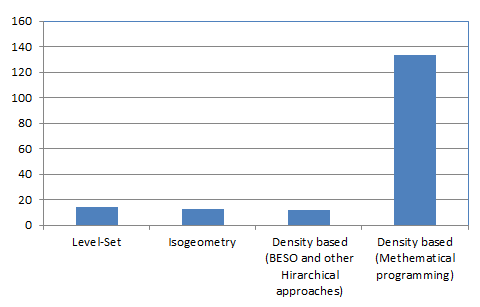 160
140
120
100
80
60
40
20
0
Level-Set
Isogeometry
Density based
(BESO and other
Hirarchical
approaches)
Density based
(Methematical
programming)